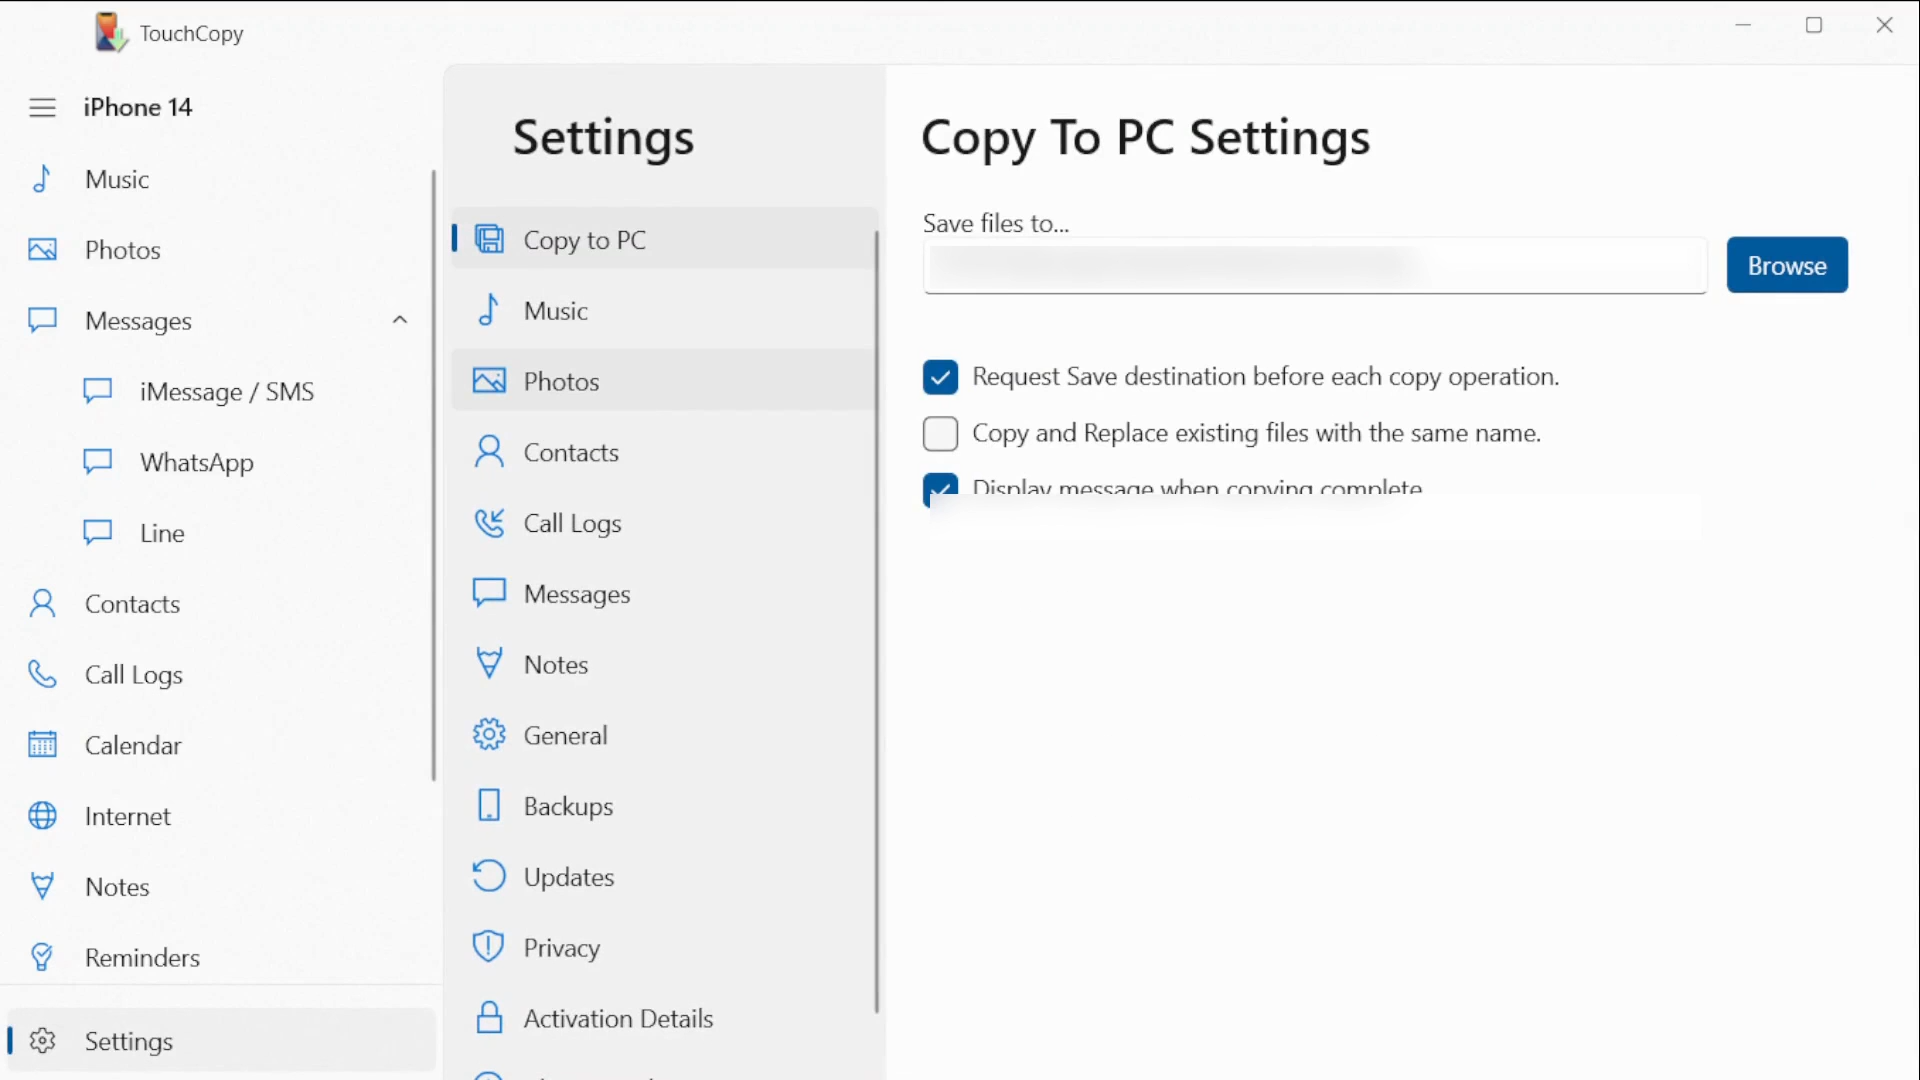 TouchCopy
iPhone 14
Music
Photos
Messages
iMessage / SMS
WhatsApp
Line
Contacts
Call Logs
Calendar
Internet
Notes
Reminders
Settings
Settings
Copy to PC
Music
Photos
Contacts
Call Logs
Messages
Notes
General
Backups
Updates
Privacy
Activation Details
Copy To PC Settings
Save files to...
Browse
Request Save destination before each copy operation.
Copy and Replace existing files with the same name.
Display message when copying complete